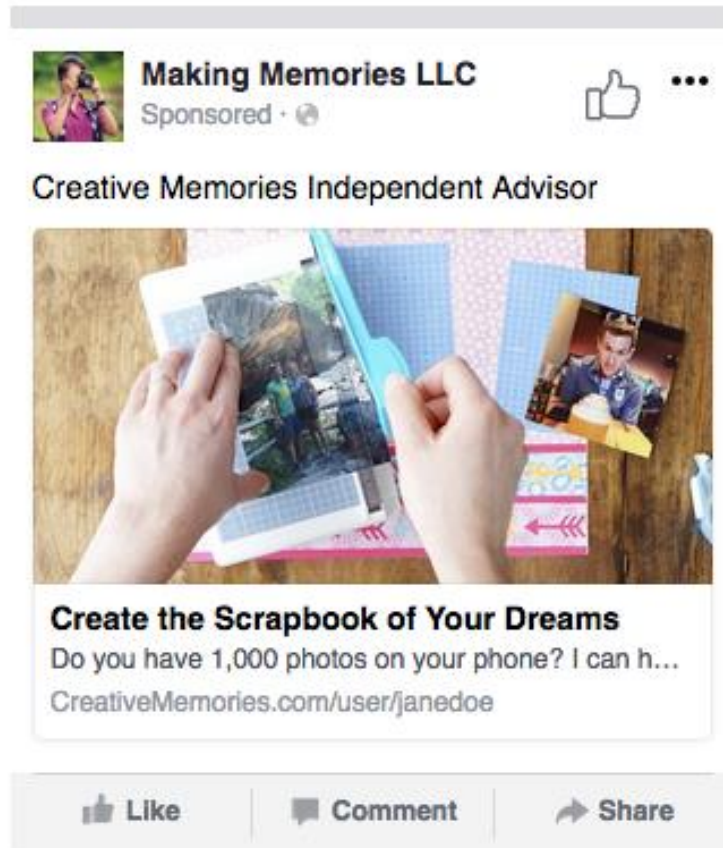 Making Memories LLC
Sponsored ·
Creative Memories Independent Advisor
Create the Scrapbook of Your Dreams
Do you have 1,000 photos on your phone? I can h...
CreativeMemories.com/user/janedoe
Like Comment Share